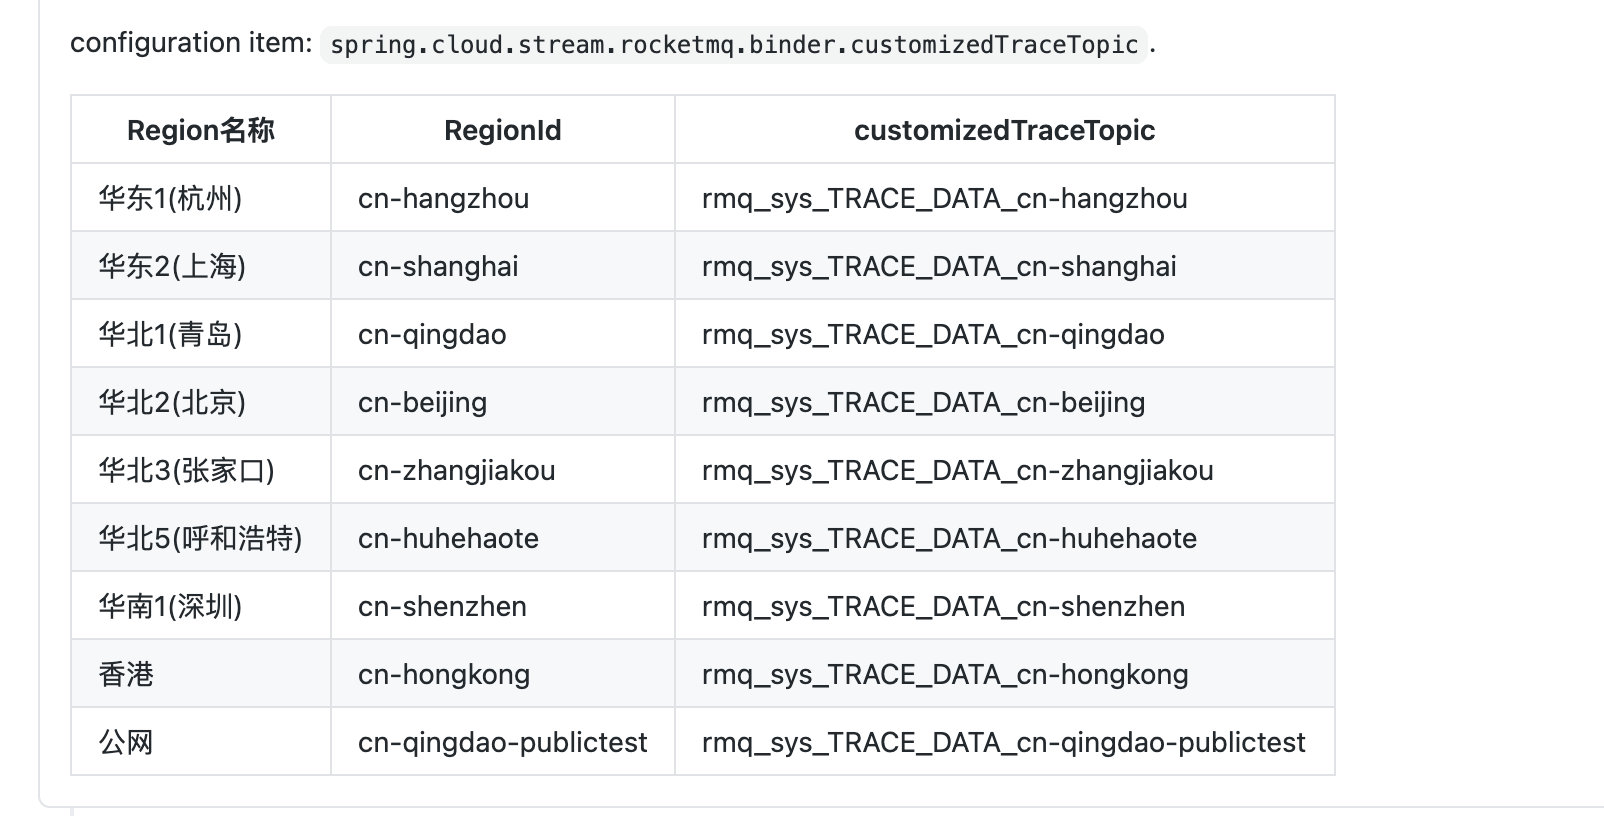 configuration item: spring.cloud.stream.rocketmq.binder.customizedTraceTopic.
Region名称 RegionId customizedTraceTopic
华东1(杭州) cn-hangzhou rmq_sys_TRACE_DATA_cn-hangzhou
华东2(上海) cn-shanghai rmq_sys_TRACE_DATA_cn-shanghai
华北1(青岛) cn-qingdao rmq_sys_TRACE_DATA_cn-qingdao
华北2(北京) cn-beijing rmq_sys_TRACE_DATA_cn-beijing
华北3(张家口) cn-zhangjiakou rmq_sys_TRACE_DATA_cn-zhangjiakou
华北5(呼和浩特) cn-huhehaote rmq_sys_TRACE_DATA_cn-huhehaote
华南1(深圳) cn-shenzhen rmq_sys_TRACE_DATA_cn-shenzhen
香港 cn-hongkong rmq_sys_TRACE_DATA_cn-hongkong
公网 cn-qingdao-publictest rmq_sys_TRACE_DATA_cn-qingdao-publictest